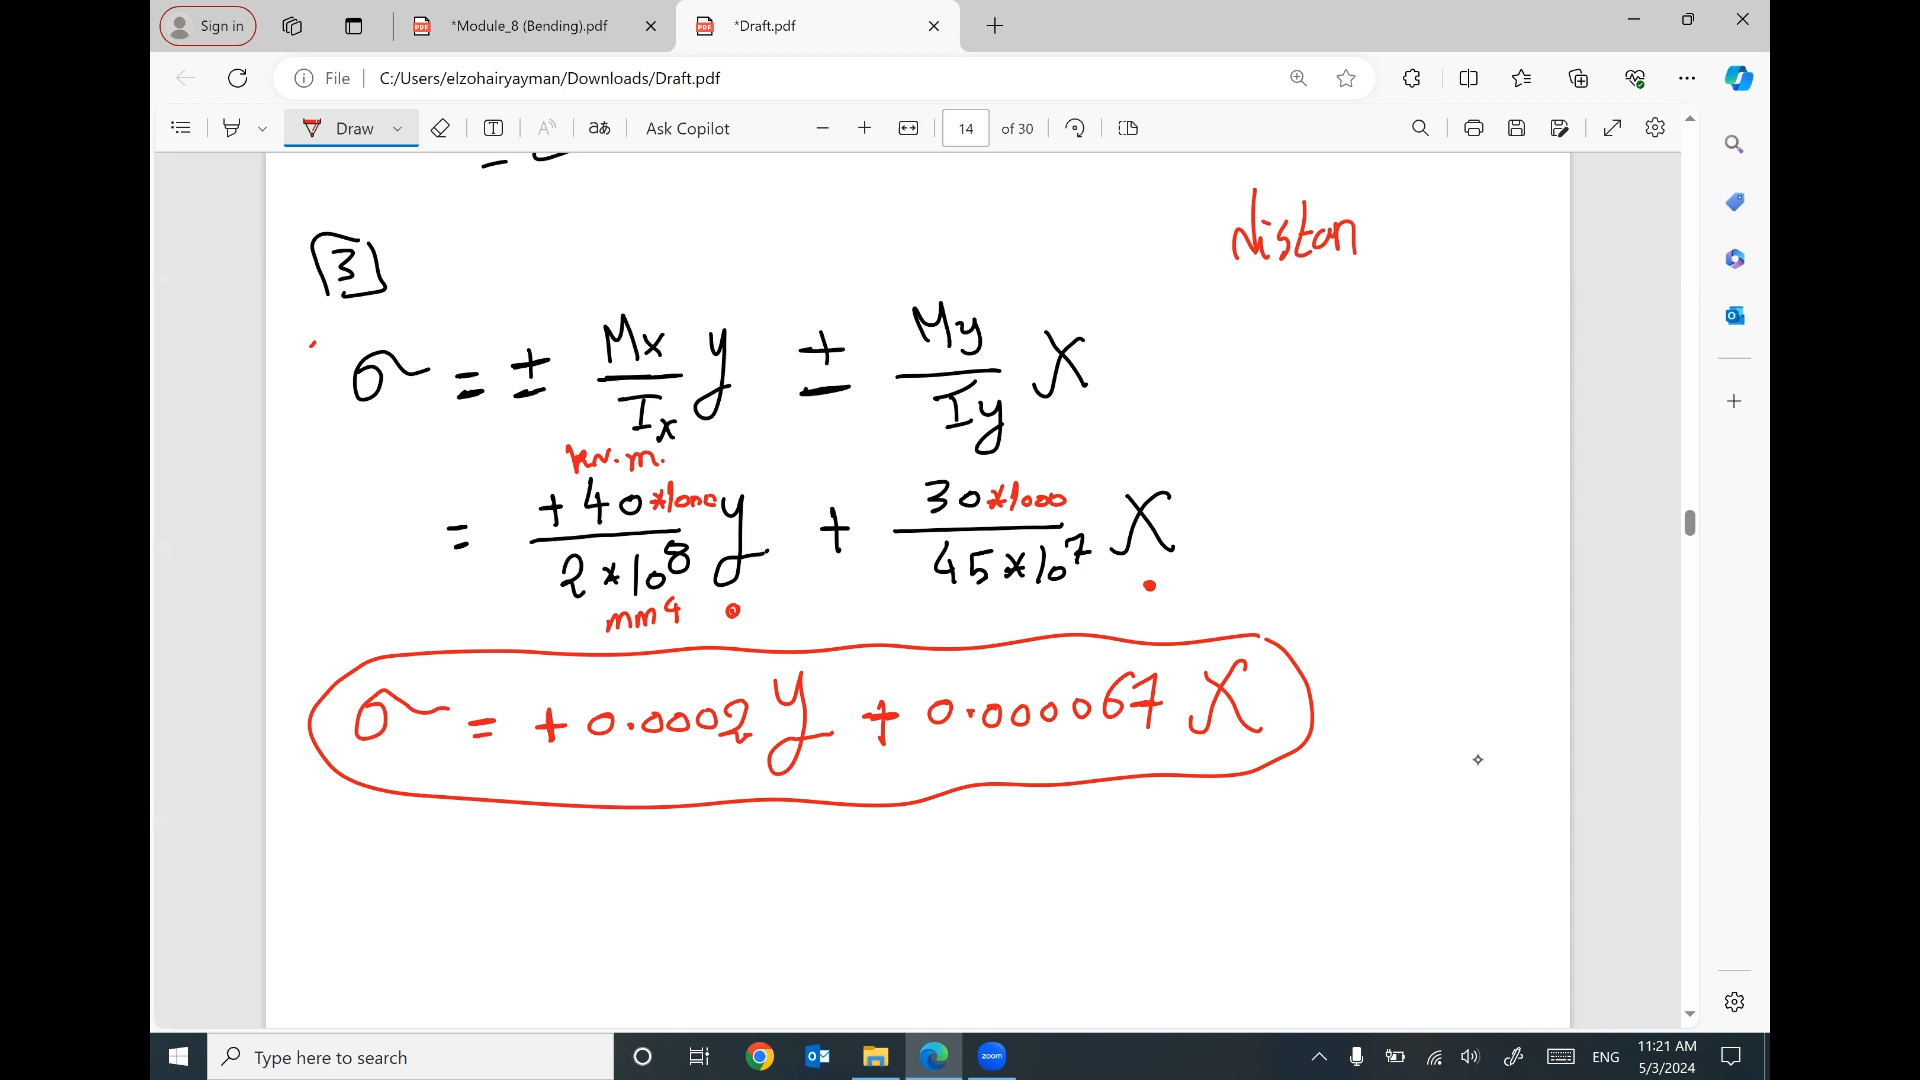 Sign in
*Module_8 (Bending).pdf
*Draft.pdf
File C:/Users/elzohairyayman/Downloads/Draft.pdf
Draw
Ask Copilot
14 of 30
distan
3
σ = ± Mx/Ix y ± My/Iy X
kN.m.
= +40*1000/2*10^8 y + 30*1000/45*10^7 X
mm4
σ = +0.0002 y + 0.000067 X
Type here to search
zoom
ENG
11:21 AM
5/3/2024